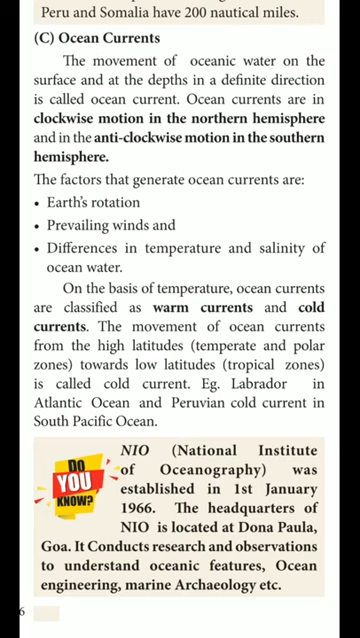 Peru and Somalia have 200 nautical miles.
(C) Ocean Currents
The movement of oceanic water on the
surface and at the depths in a definite direction
is called ocean current. Ocean currents are in
clockwise motion in the northern hemisphere
and in the anti-clockwise motion in the southern
hemisphere.
The factors that generate ocean currents are:
• Earth's rotation
• Prevailing winds and
• Differences in temperature and salinity of
ocean water.
On the basis of temperature, ocean currents
are classified as warm currents and cold
currents. The movement of ocean currents
from the high latitudes (temperate and polar
zones) towards low latitudes (tropical zones)
is called cold current. Eg. Labrador in
Atlantic Ocean and Peruvian cold current in
South Pacific Ocean.
DO
YOU
KNOW?
NIO (National Institute
of Oceanography) was
established in 1st January
1966. The headquarters of
NIO is located at Dona Paula,
Goa. It Conducts research and observations
to understand oceanic features, Ocean
engineering, marine Archaeology etc.
6